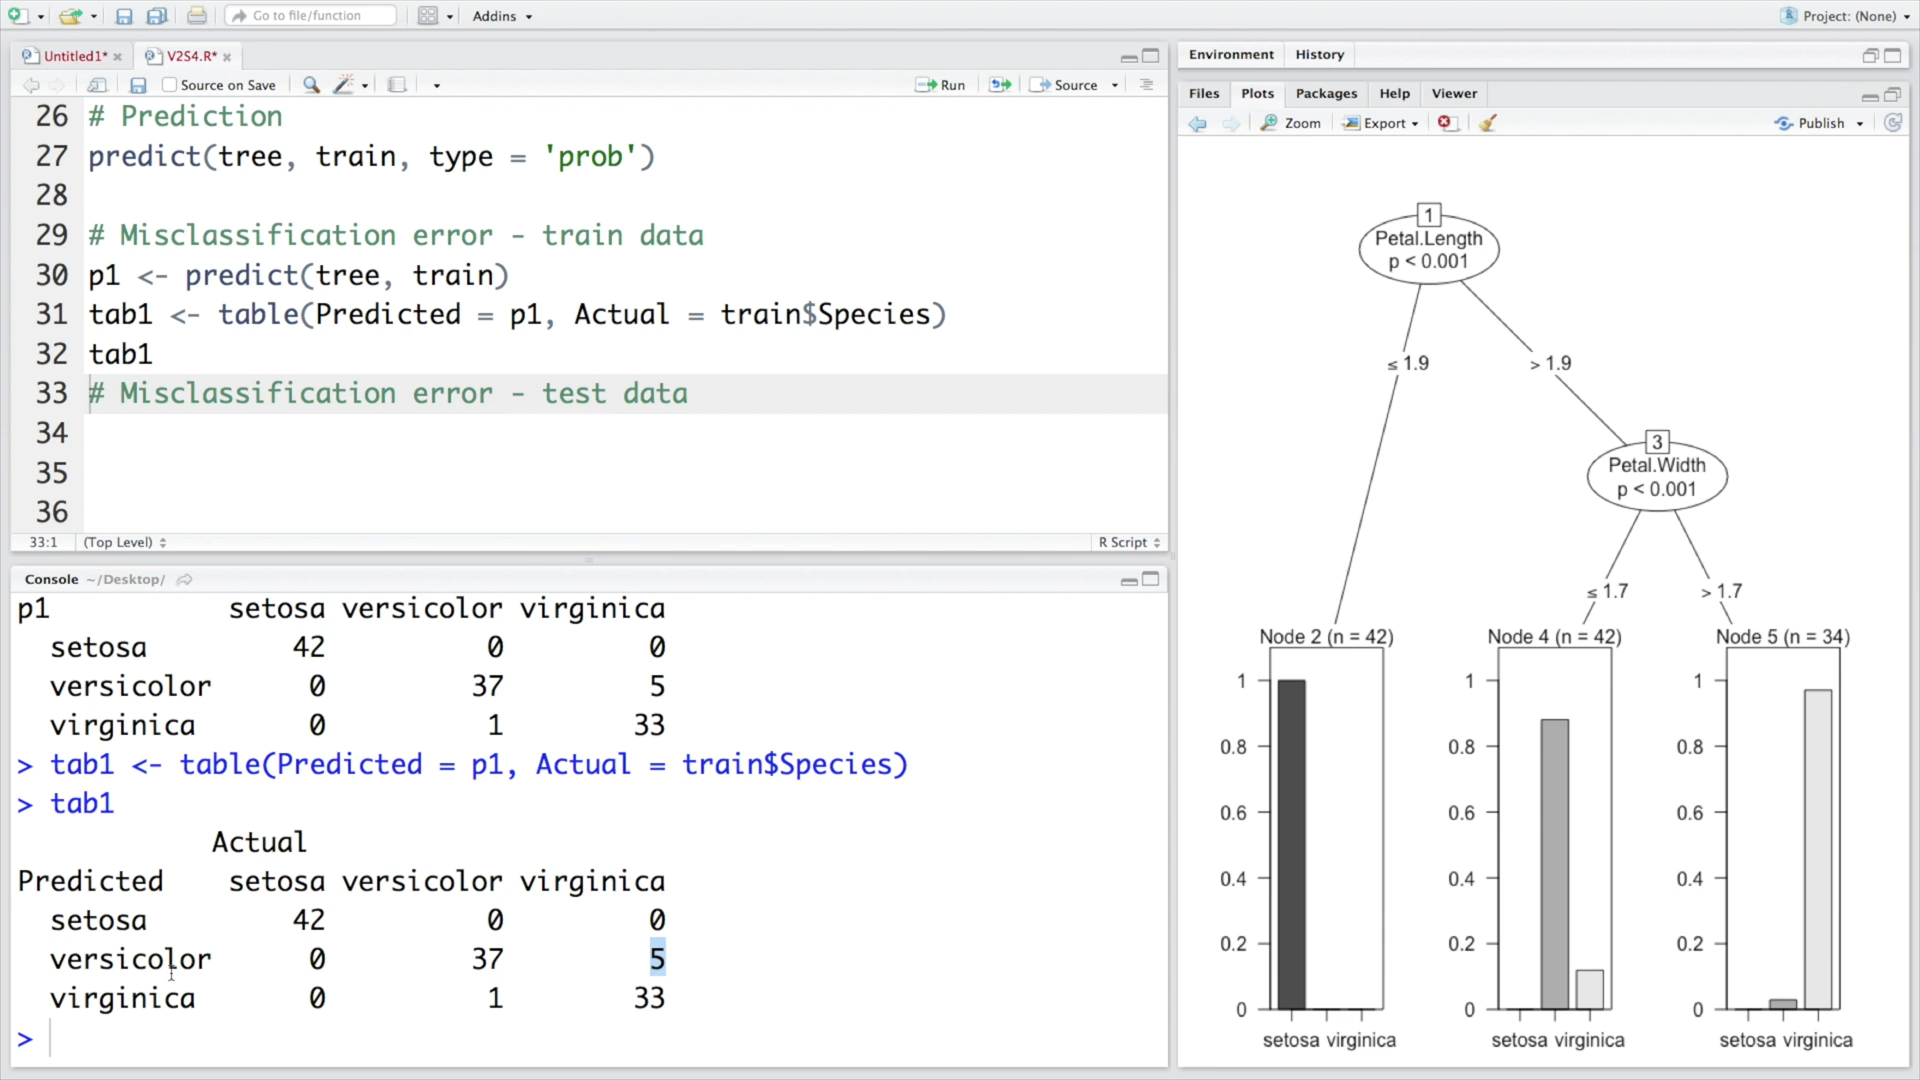 Go to file/function
Addins
Project: (None)
Untitled1*
V2S4.R*
Source on Save
Run
Source
26 # Prediction
27 predict(tree, train, type = 'prob')
28
29 # Misclassification error - train data
30 p1 <- predict(tree, train)
31 tab1 <- table(Predicted = p1, Actual = train$Species)
32 tab1
33 # Misclassification error - test data
34
35
36
33:1 (Top Level) R Script
Console ~/Desktop/
p1 setosa versicolor virginica
setosa 42 0 0
versicolor 0 37 5
virginica 0 1 33
> tab1 <- table(Predicted = p1, Actual = train$Species)
> tab1
Actual
Predicted setosa versicolor virginica
setosa 42 0 0
versicolor 0 37 5
virginica 0 1 33
>
Environment History
Files Plots Packages Help Viewer
Zoom Export Publish
1
Petal.Length
p < 0.001
≤ 1.9 > 1.9
3
Petal.Width
p < 0.001
≤ 1.7 > 1.7
Node 2 (n = 42) Node 4 (n = 42) Node 5 (n = 34)
1 1 1
0.8 0.8 0.8
0.6 0.6 0.6
0.4 0.4 0.4
0.2 0.2 0.2
0 0 0
setosa virginica setosa virginica setosa virginica